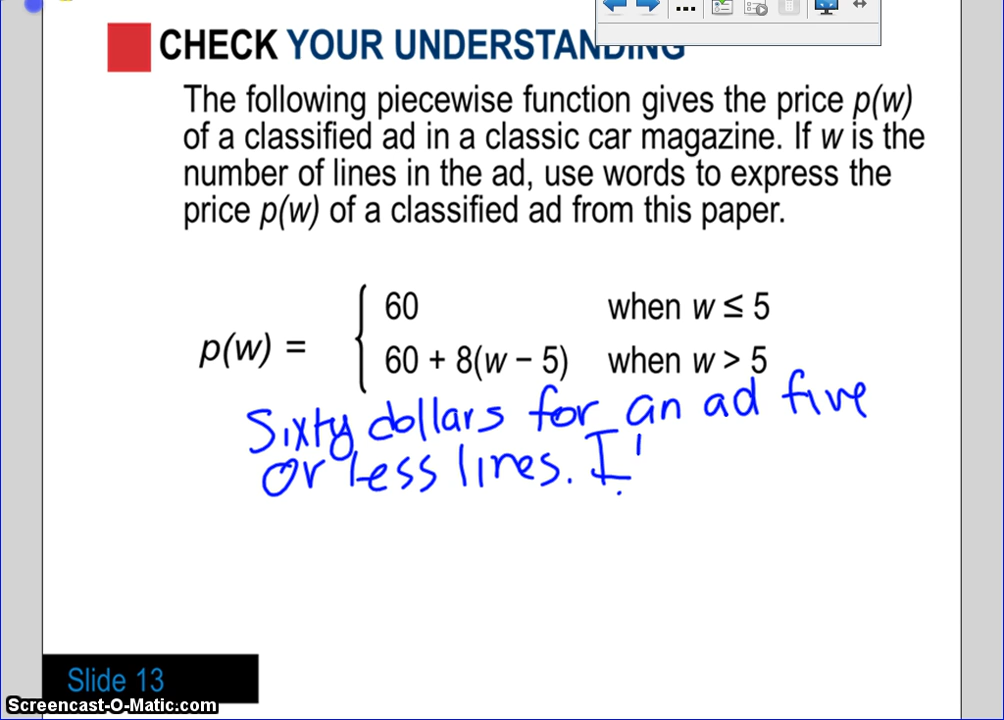 CHECK YOUR UNDERSTANDING
The following piecewise function gives the price p(w)
of a classified ad in a classic car magazine. If w is the
number of lines in the ad, use words to express the
price p(w) of a classified ad from this paper.
60 when w ≤ 5
p(w) =
60 + 8(w − 5) when w > 5
Sixty dollars for an ad five
or less lines. I
Slide 13
Screencast-O-Matic.com